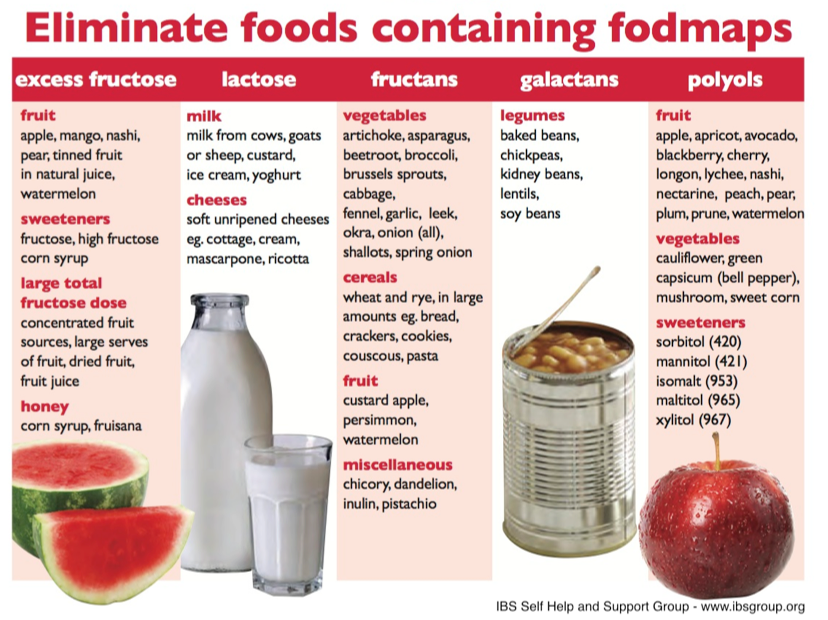 Eliminate foods containing fodmaps
excess fructose
fruit
apple, mango, nashi,
pear, tinned fruit
in natural juice,
watermelon
sweeteners
fructose, high fructose
corn syrup
large total
fructose dose
concentrated fruit
sources, large serves
of fruit, dried fruit,
fruit juice
honey
corn syrup, fruisana
lactose
milk
milk from cows, goats
or sheep, custard,
ice cream, yoghurt
cheeses
soft unripened cheeses
eg. cottage, cream,
mascarpone, ricotta
fructans
vegetables
artichoke, asparagus,
beetroot, broccoli,
brussels sprouts,
cabbage,
fennel, garlic, leek,
okra, onion (all),
shallots, spring onion
cereals
wheat and rye, in large
amounts eg. bread,
crackers, cookies,
couscous, pasta
fruit
custard apple,
persimmon,
watermelon
miscellaneous
chicory, dandelion,
inulin, pistachio
galactans
legumes
baked beans,
chickpeas,
kidney beans,
lentils,
soy beans
polyols
fruit
apple, apricot, avocado,
blackberry, cherry,
longon, lychee, nashi,
nectarine, peach, pear,
plum, prune, watermelon
vegetables
cauliflower, green
capsicum (bell pepper),
mushroom, sweet corn
sweeteners
sorbitol (420)
mannitol (421)
isomalt (953)
maltitol (965)
xylitol (967)
IBS Self Help and Support Group - www.ibsgroup.org